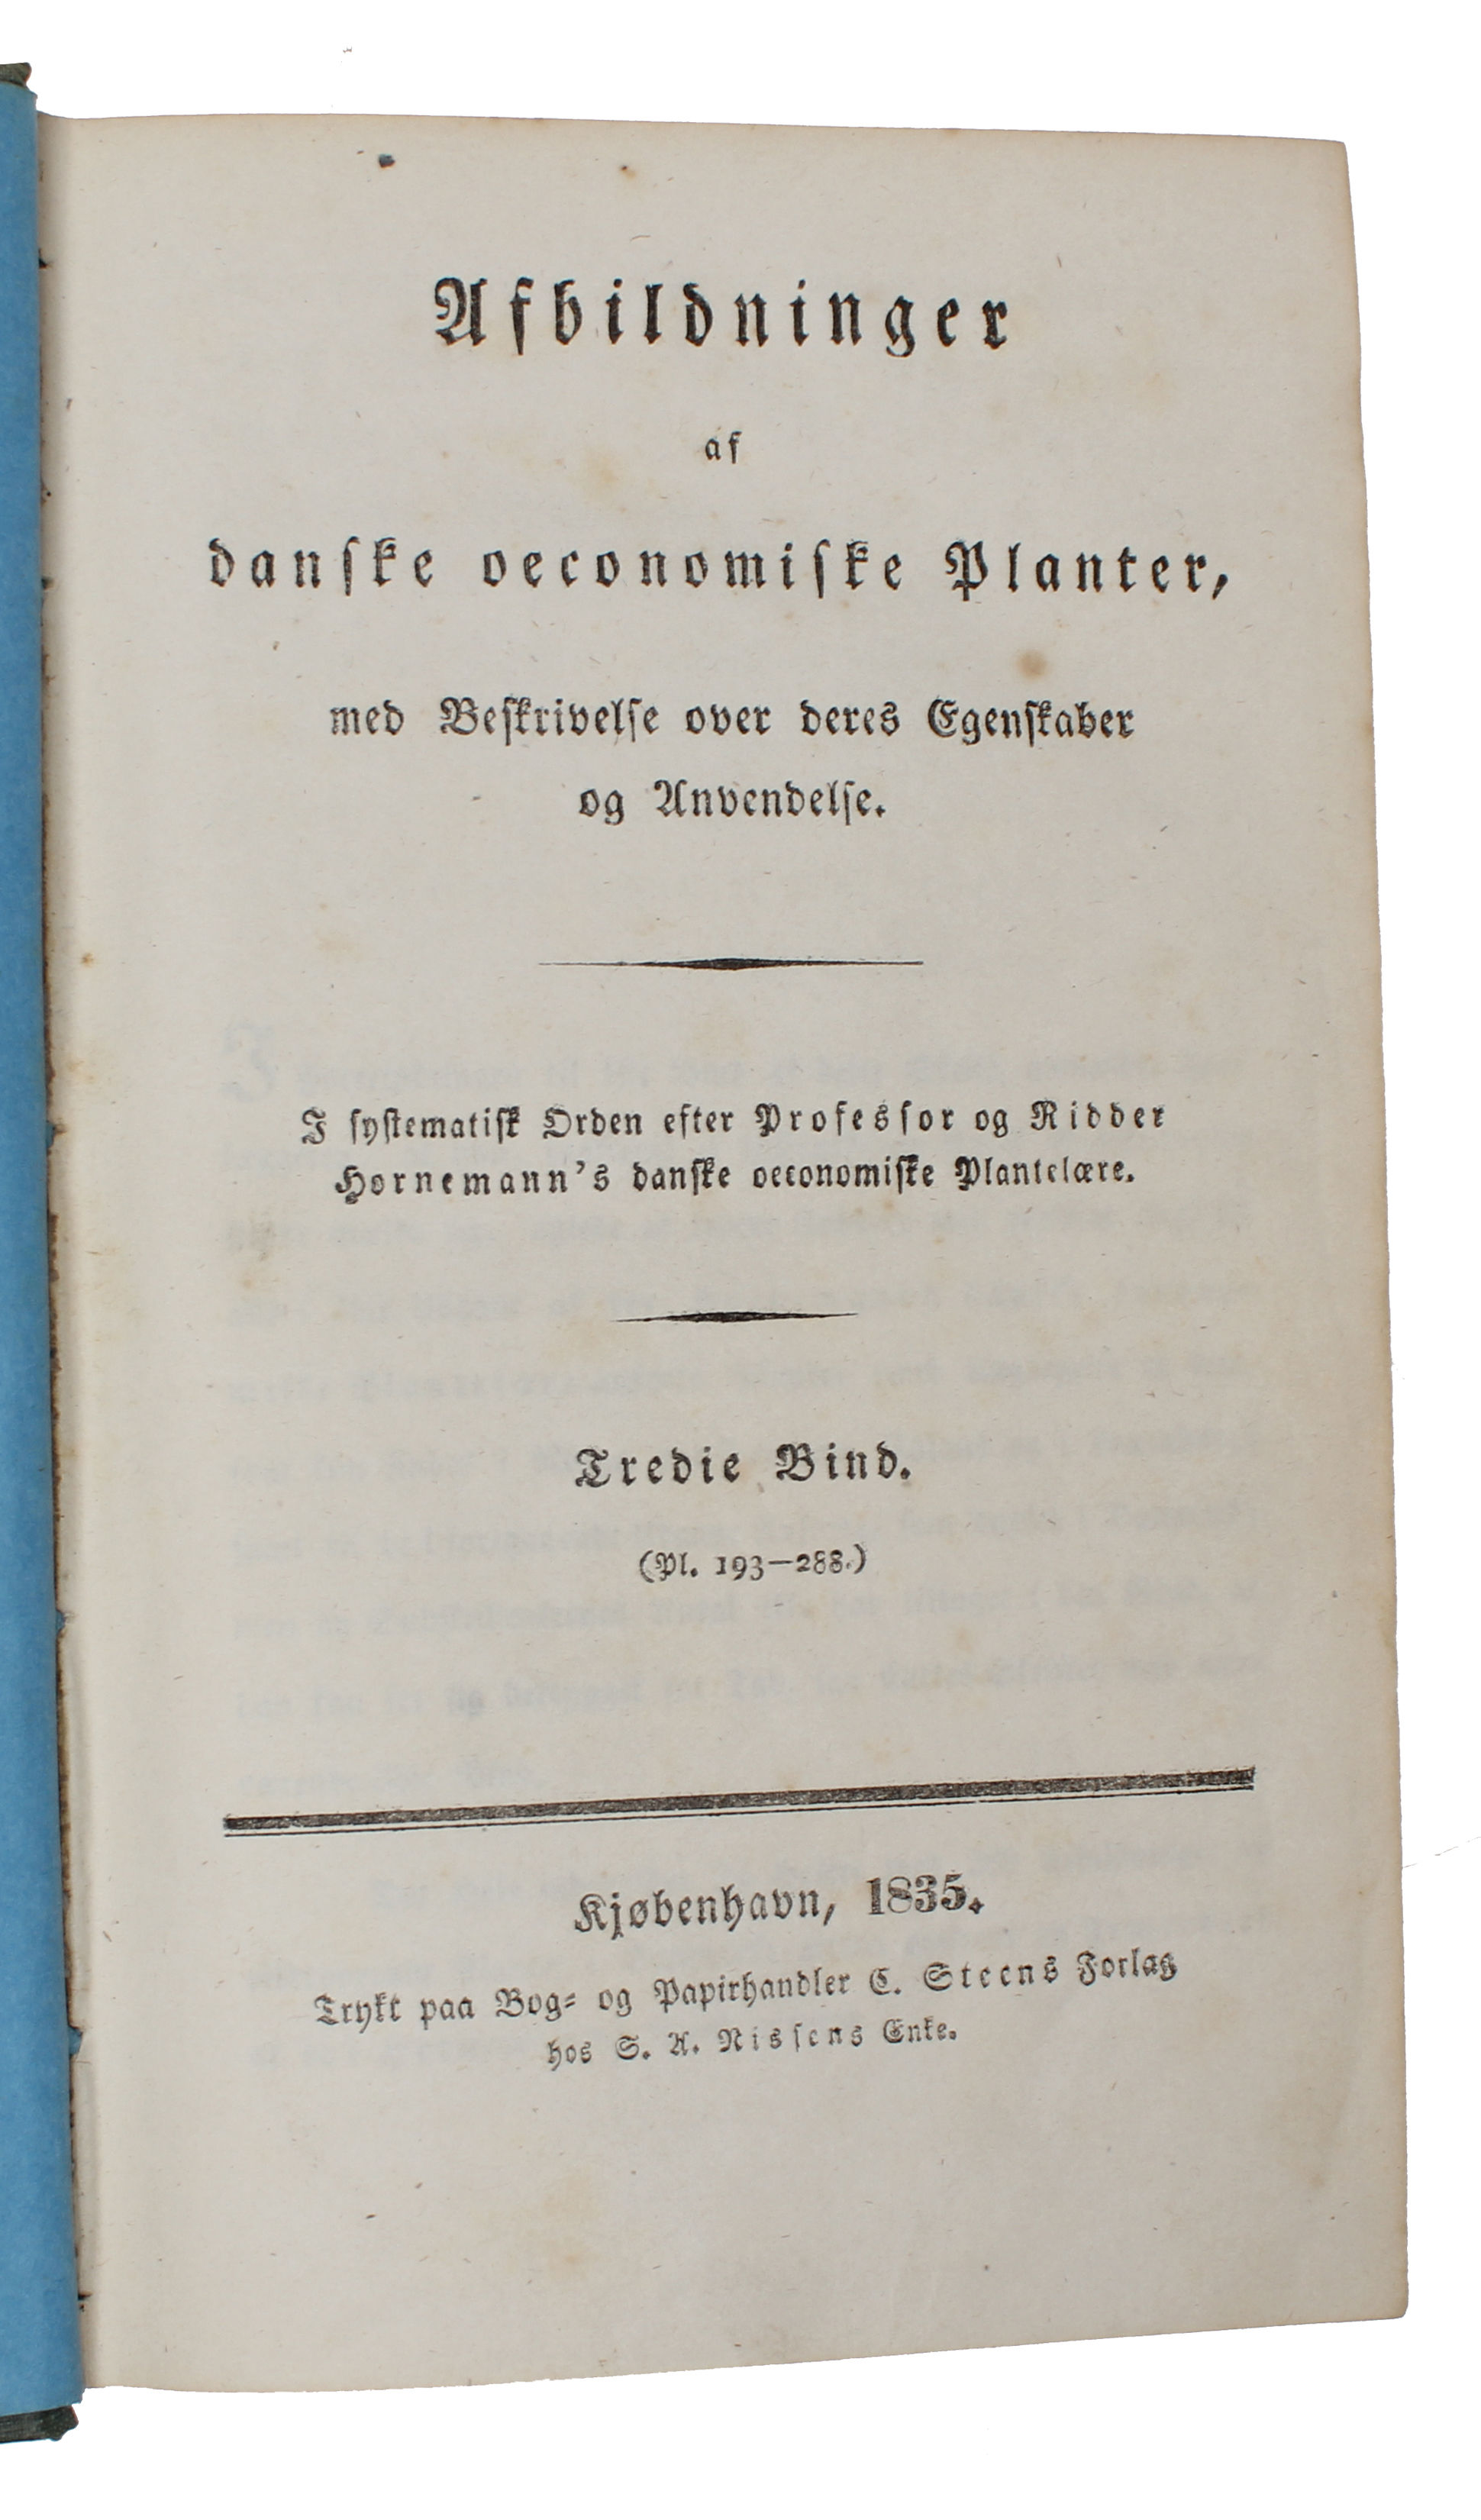 Afbildninger
af
danſke oeconomiſke Planter,
med Beſkrivelſe over deres Egenſkaber
og Anvendelſe.
I ſyſtematiſk Orden efter Profesſor og Ridder
Hornemann's danſke oeconomiſke Plantelære.
Tredie Bind.
(Pl. 193—288.)
Kjøbenhavn, 1835.
Trykt paa Bog= og Papirhandler C. Steens Forlag
hos S. A. Nisſens Enke.